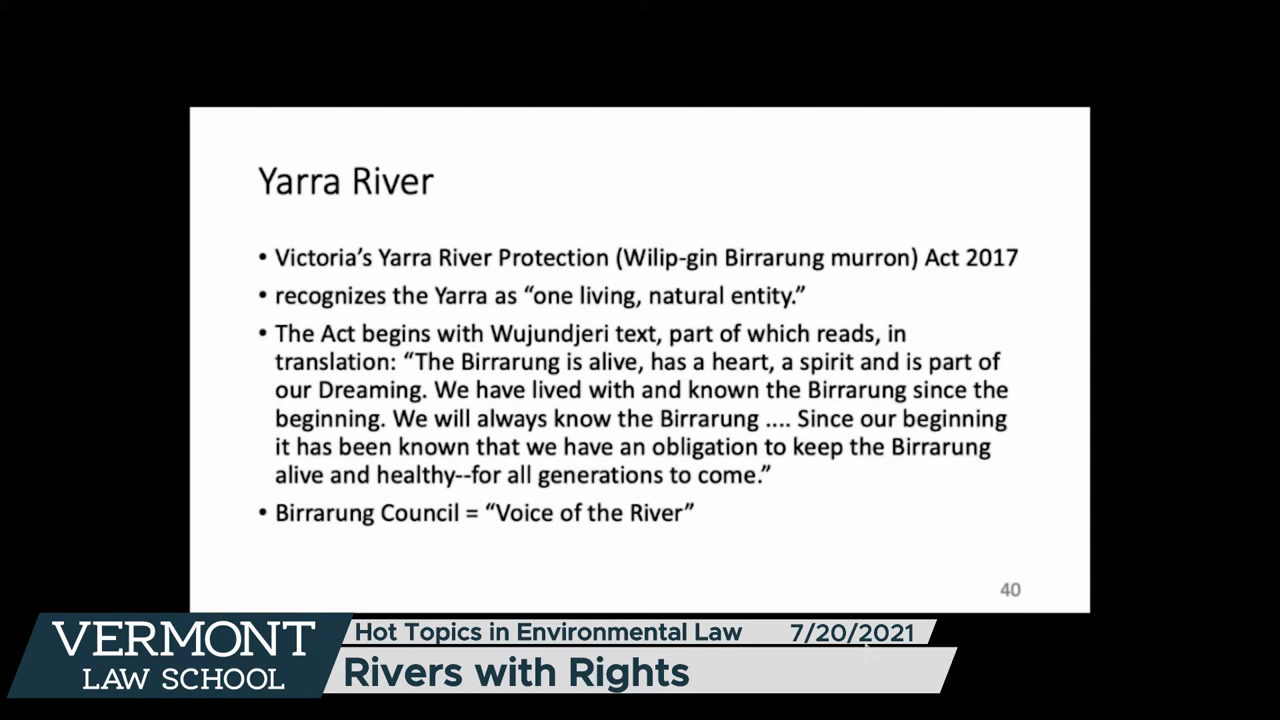 Yarra River
• Victoria’s Yarra River Protection (Wilip-gin Birrarung murron) Act 2017
• recognizes the Yarra as “one living, natural entity.”
• The Act begins with Wujundjeri text, part of which reads, in
translation: “The Birrarung is alive, has a heart, a spirit and is part of
our Dreaming. We have lived with and known the Birrarung since the
beginning. We will always know the Birrarung .... Since our beginning
it has been known that we have an obligation to keep the Birrarung
alive and healthy--for all generations to come.”
• Birrarung Council = “Voice of the River”
40
VERMONT
LAW SCHOOL
Hot Topics in Environmental Law 7/20/2021
Rivers with Rights